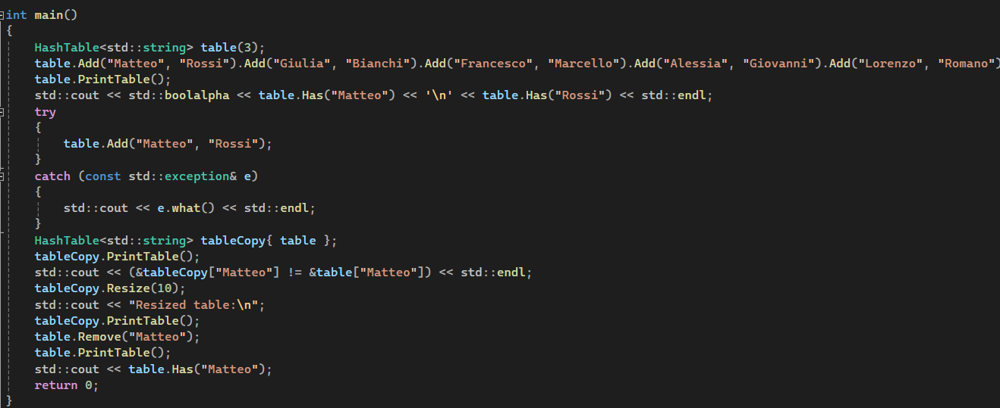 int main()
{
    HashTable<std::string> table(3);
    table.Add("Matteo", "Rossi").Add("Giulia", "Bianchi").Add("Francesco", "Marcello").Add("Alessia", "Giovanni").Add("Lorenzo", "Romano")
    table.PrintTable();
    std::cout << std::boolalpha << table.Has("Matteo") << '\n' << table.Has("Rossi") << std::endl;
    try
    {
        table.Add("Matteo", "Rossi");
    }
    catch (const std::exception& e)
    {
        std::cout << e.what() << std::endl;
    }
    HashTable<std::string> tableCopy{ table };
    tableCopy.PrintTable();
    std::cout << (&tableCopy["Matteo"] != &table["Matteo"]) << std::endl;
    tableCopy.Resize(10);
    std::cout << "Resized table:\n";
    tableCopy.PrintTable();
    table.Remove("Matteo");
    table.PrintTable();
    std::cout << table.Has("Matteo");
    return 0;
}